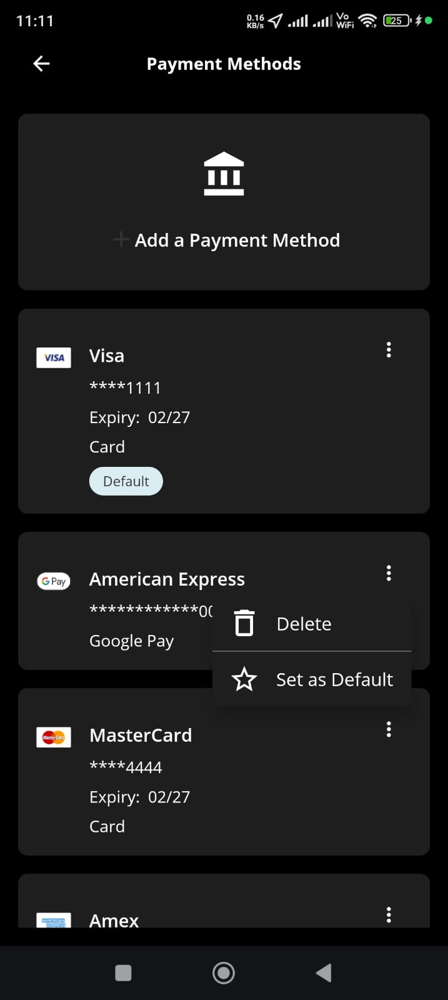 11:11
0.16 KB/s
Vo WiFi
25
Payment Methods
Add a Payment Method
VISA
Visa
****1111
Expiry: 02/27
Card
Default
G Pay
American Express
************00
Google Pay
Delete
Set as Default
MasterCard
MasterCard
****4444
Expiry: 02/27
Card
AMERICAN EXPRESS
Amex